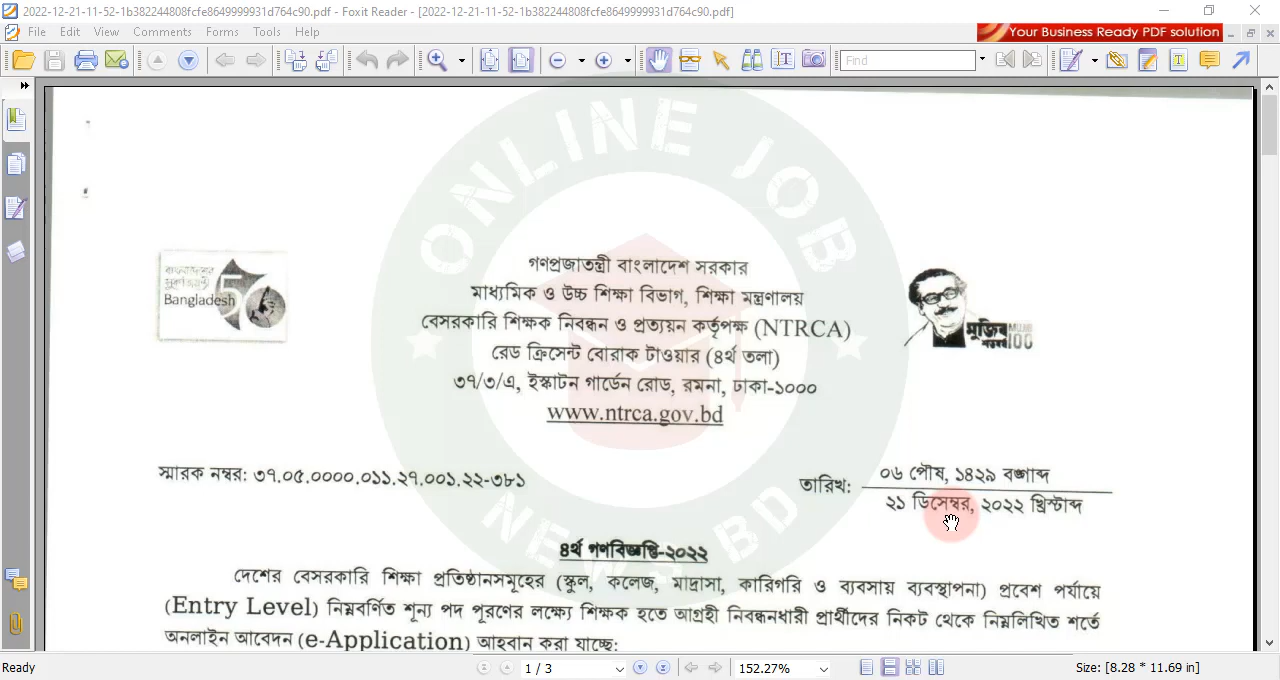 2022-12-21-11-52-1b382244808fcfe8649999931d764c90.pdf - Foxit Reader - [2022-12-21-11-52-1b382244808fcfe8649999931d764c90.pdf]
File Edit View Comments Forms Tools Help
Your Business Ready PDF solution
Find
ONLINE JOB
Bangladesh
গণপ্রজাতন্ত্রী বাংলাদেশ সরকার
মাধ্যমিক ও উচ্চ শিক্ষা বিভাগ, শিক্ষা মন্ত্রণালয়
বেসরকারি শিক্ষক নিবন্ধন ও প্রত্যয়ন কর্তৃপক্ষ (NTRCA)
রেড ক্রিসেন্ট বোরাক টাওয়ার (৪র্থ তলা)
৩৭/৩/এ, ইস্কাটন গার্ডেন রোড, রমনা, ঢাকা-১০০০
www.ntrca.gov.bd
মুজিব
100
স্মারক নম্বর: ৩৭.০৫.০০০০.০১১.২৭.০০১.২২-৩৮১
তারিখ:
০৬ পৌষ, ১৪২৯ বঙ্গাব্দ
২১ ডিসেম্বর, ২০২২ খ্রিস্টাব্দ
NEWS BD
৪র্থ গণবিজ্ঞপ্তি-২০২২
দেশের বেসরকারি শিক্ষা প্রতিষ্ঠানসমূহের (স্কুল, কলেজ, মাদ্রাসা, কারিগরি ও ব্যবসায় ব্যবস্থাপনা) প্রবেশ পর্যায়ে
(Entry Level) নিম্নবর্ণিত শূন্য পদ পূরণের লক্ষ্যে শিক্ষক হতে আগ্রহী নিবন্ধনধারী প্রার্থীদের নিকট থেকে নিম্নলিখিত শর্তে
অনলাইন আবেদন (e-Application) আহবান করা যাচ্ছে:
Ready
1 / 3
152.27%
Size: [8.28 * 11.69 in]